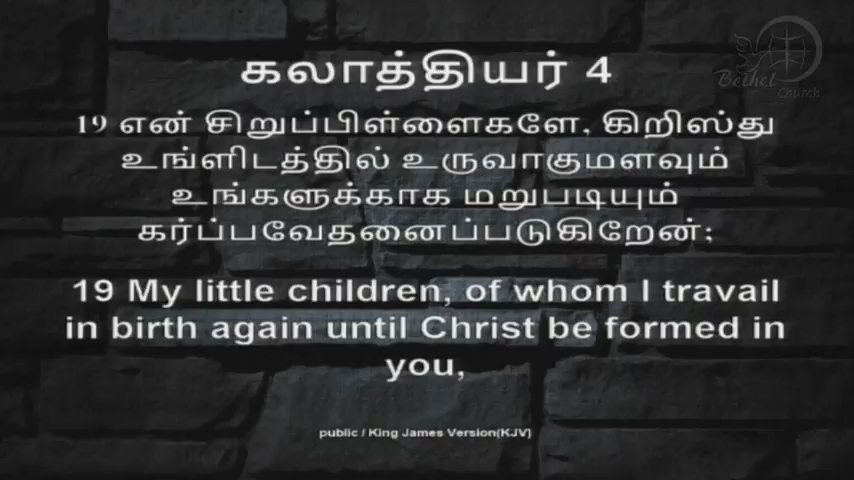 Bethel
Church
கலாத்தியர் 4
19 என் சிறுப்பிள்ளைகளே, கிறிஸ்து
உங்ளிடத்தில் உருவாகுமளவும்
உங்களுக்காக மறுபடியும்
கர்ப்பவேதனைப்படுகிறேன்;
19 My little children, of whom I travail
in birth again until Christ be formed in
you,
public / King James Version(KJV)